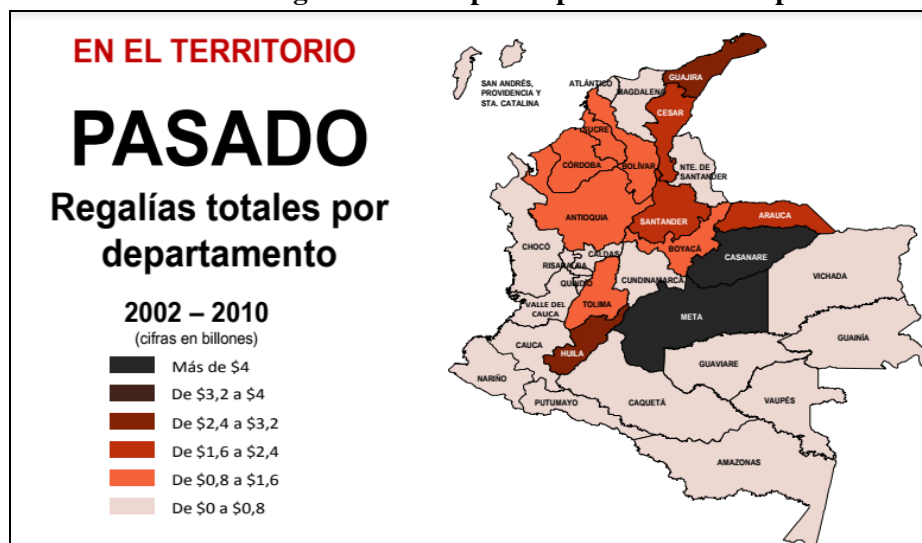 EN EL TERRITORIO
PASADO
Regalías totales por
departamento
2002 – 2010
(cifras en billones)
Más de $4
De $3,2 a $4
De $2,4 a $3,2
De $1,6 a $2,4
De $0,8 a $1,6
De $0 a $0,8
SAN ANDRÉS,
PROVIDENCIA Y
STA. CATALINA
ATLÁNTICO
GUAJIRA
MAGDALENA
CESAR
SUCRE
CÓRDOBA
BOLÍVAR
NTE. DE
SANTANDER
ANTIOQUIA
SANTANDER
ARAUCA
CHOCÓ
BOYACÁ
CALDAS
CASANARE
RISARALDA
CUNDINAMARCA
VICHADA
QUINDÍO
VALLE DEL
CAUCA
TOLIMA
META
CAUCA
HUILA
GUAINÍA
GUAVIARE
NARIÑO
PUTUMAYO
CAQUETÁ
VAUPÉS
AMAZONAS